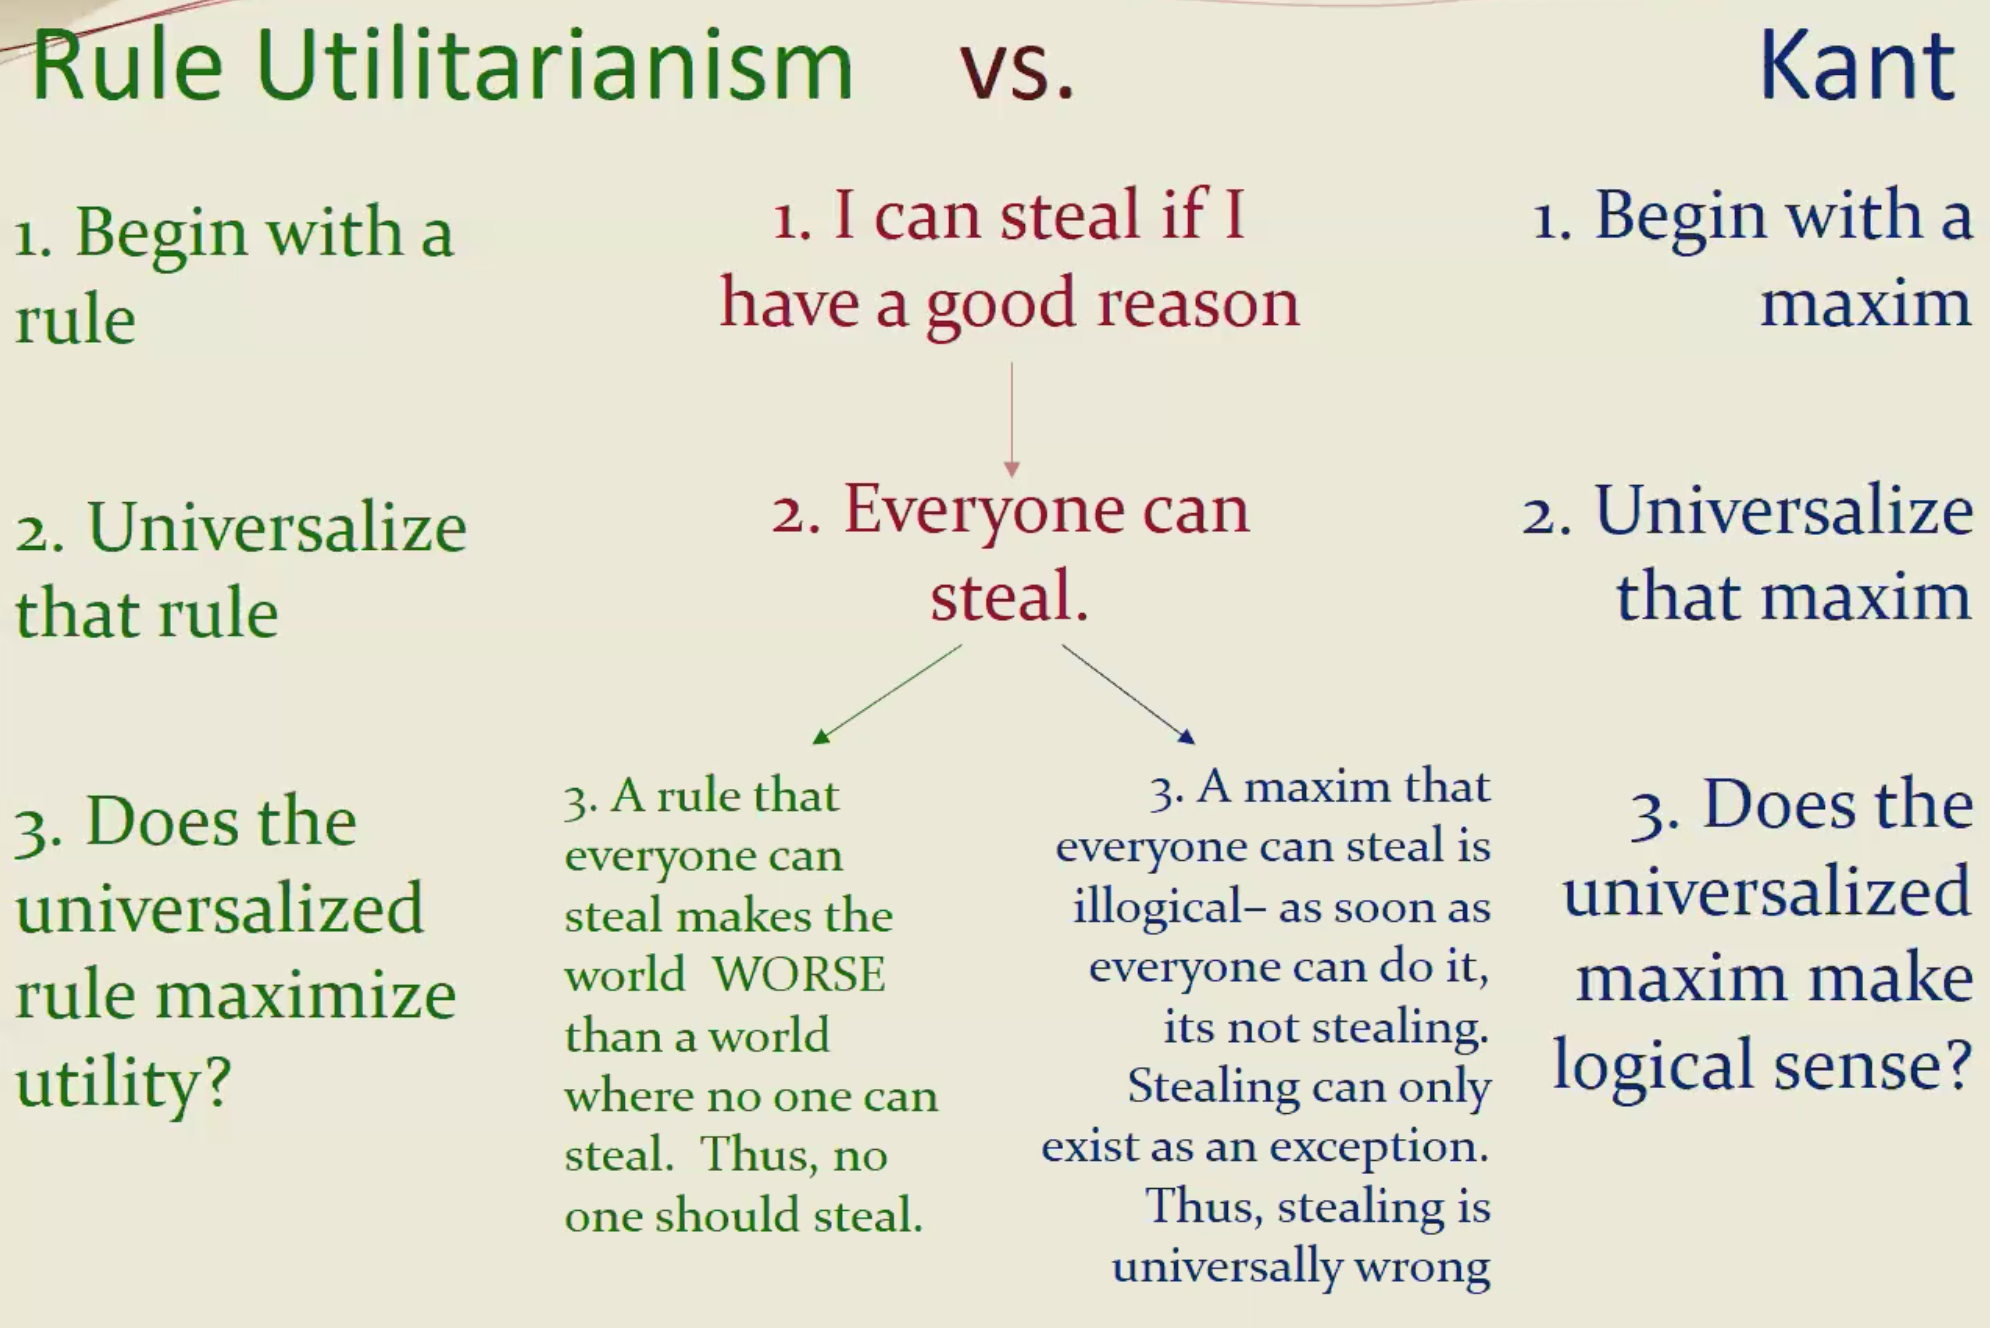 Rule Utilitarianism vs. Kant
1. Begin with a
rule
1. I can steal if I
have a good reason
1. Begin with a
maxim
2. Universalize
that rule
2. Everyone can
steal.
2. Universalize
that maxim
3. Does the
universalized
rule maximize
utility?
3. A rule that
everyone can
steal makes the
world  WORSE
than a world
where no one can
steal.  Thus, no
one should steal.
3. A maxim that
everyone can steal is
illogical– as soon as
everyone can do it,
its not stealing.
Stealing can only
exist as an exception.
Thus, stealing is
universally wrong
3. Does the
universalized
maxim make
logical sense?